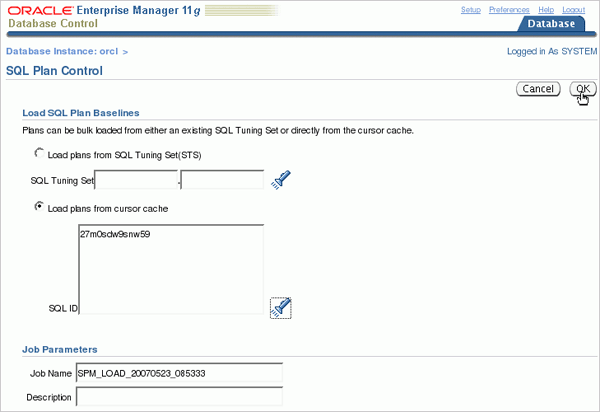 ORACLE Enterprise Manager 11g
Database Control
Setup Preferences Help Logout
Database
Database Instance: orcl >
Logged in As SYSTEM
SQL Plan Control
Cancel OK
Load SQL Plan Baselines
Plans can be bulk loaded from either an existing SQL Tuning Set or directly from the cursor cache.
Load plans from SQL Tuning Set(STS)
SQL Tuning Set .
Load plans from cursor cache
27m0sdw9snw59
SQL ID
Job Parameters
Job Name SPM_LOAD_20070523_085333
Description